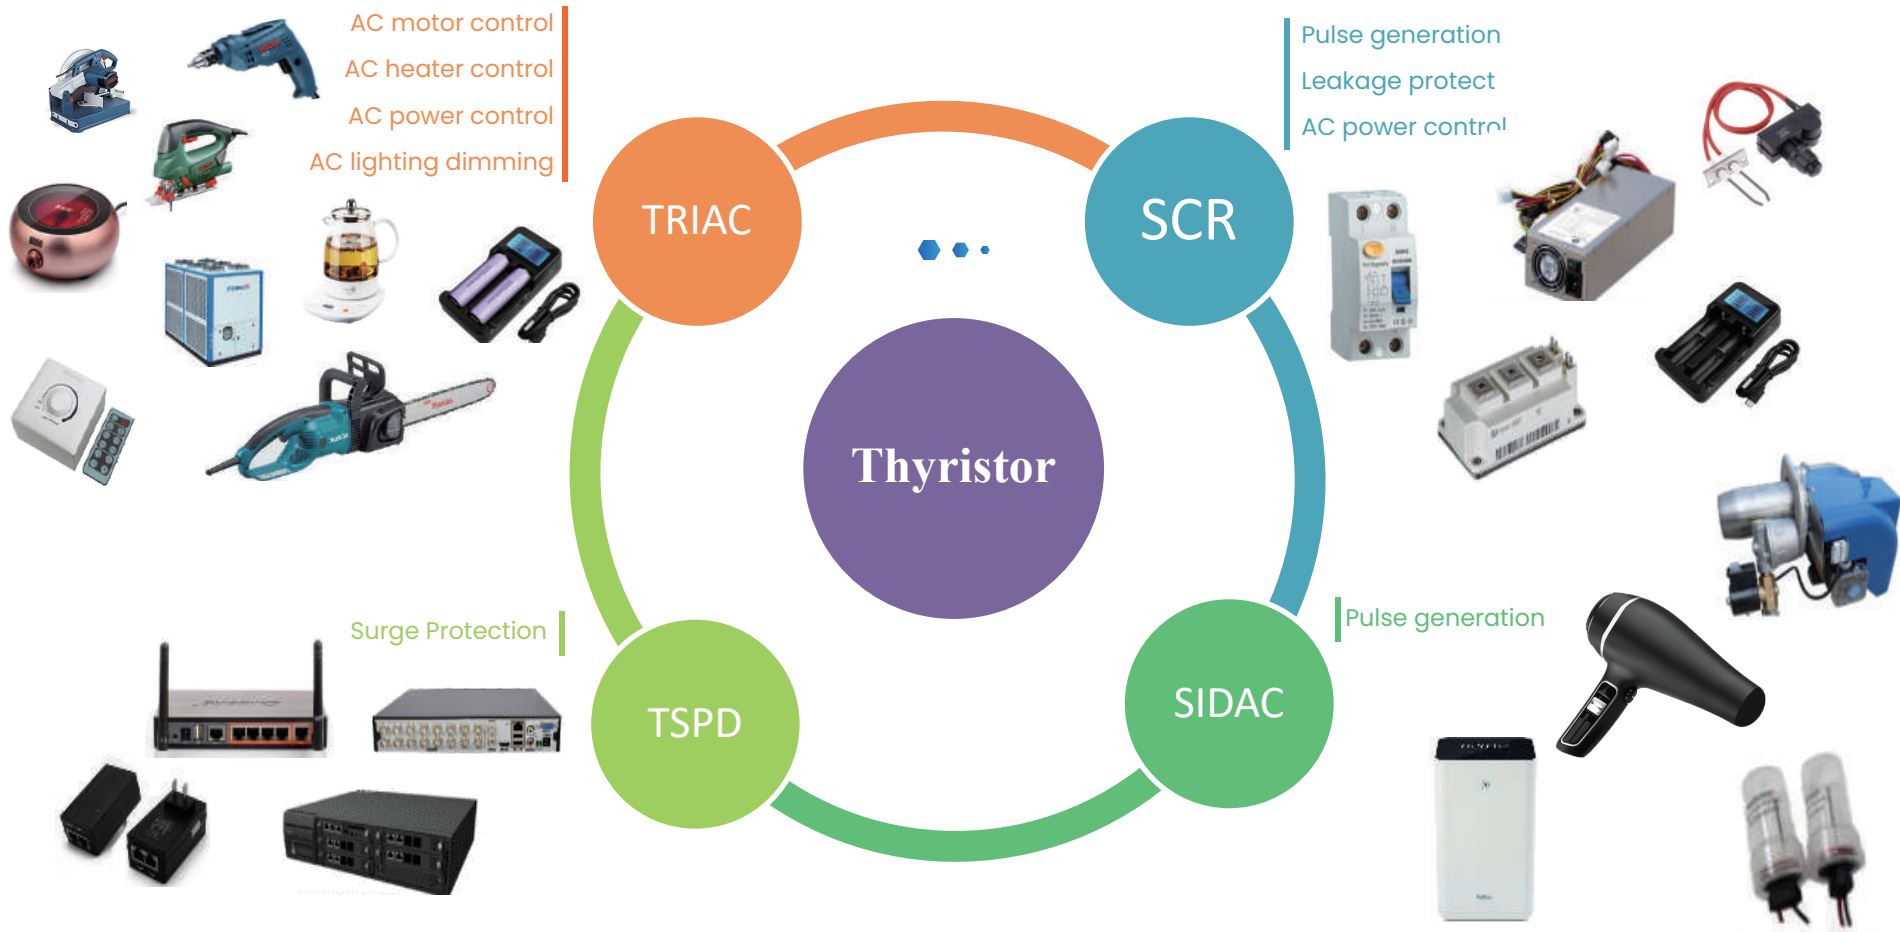 AC motor control
AC heater control
AC power control
AC lighting dimming
Pulse generation
Leakage protect
AC power control
TRIAC
SCR
Thyristor
Surge Protection
Pulse generation
TSPD
SIDAC